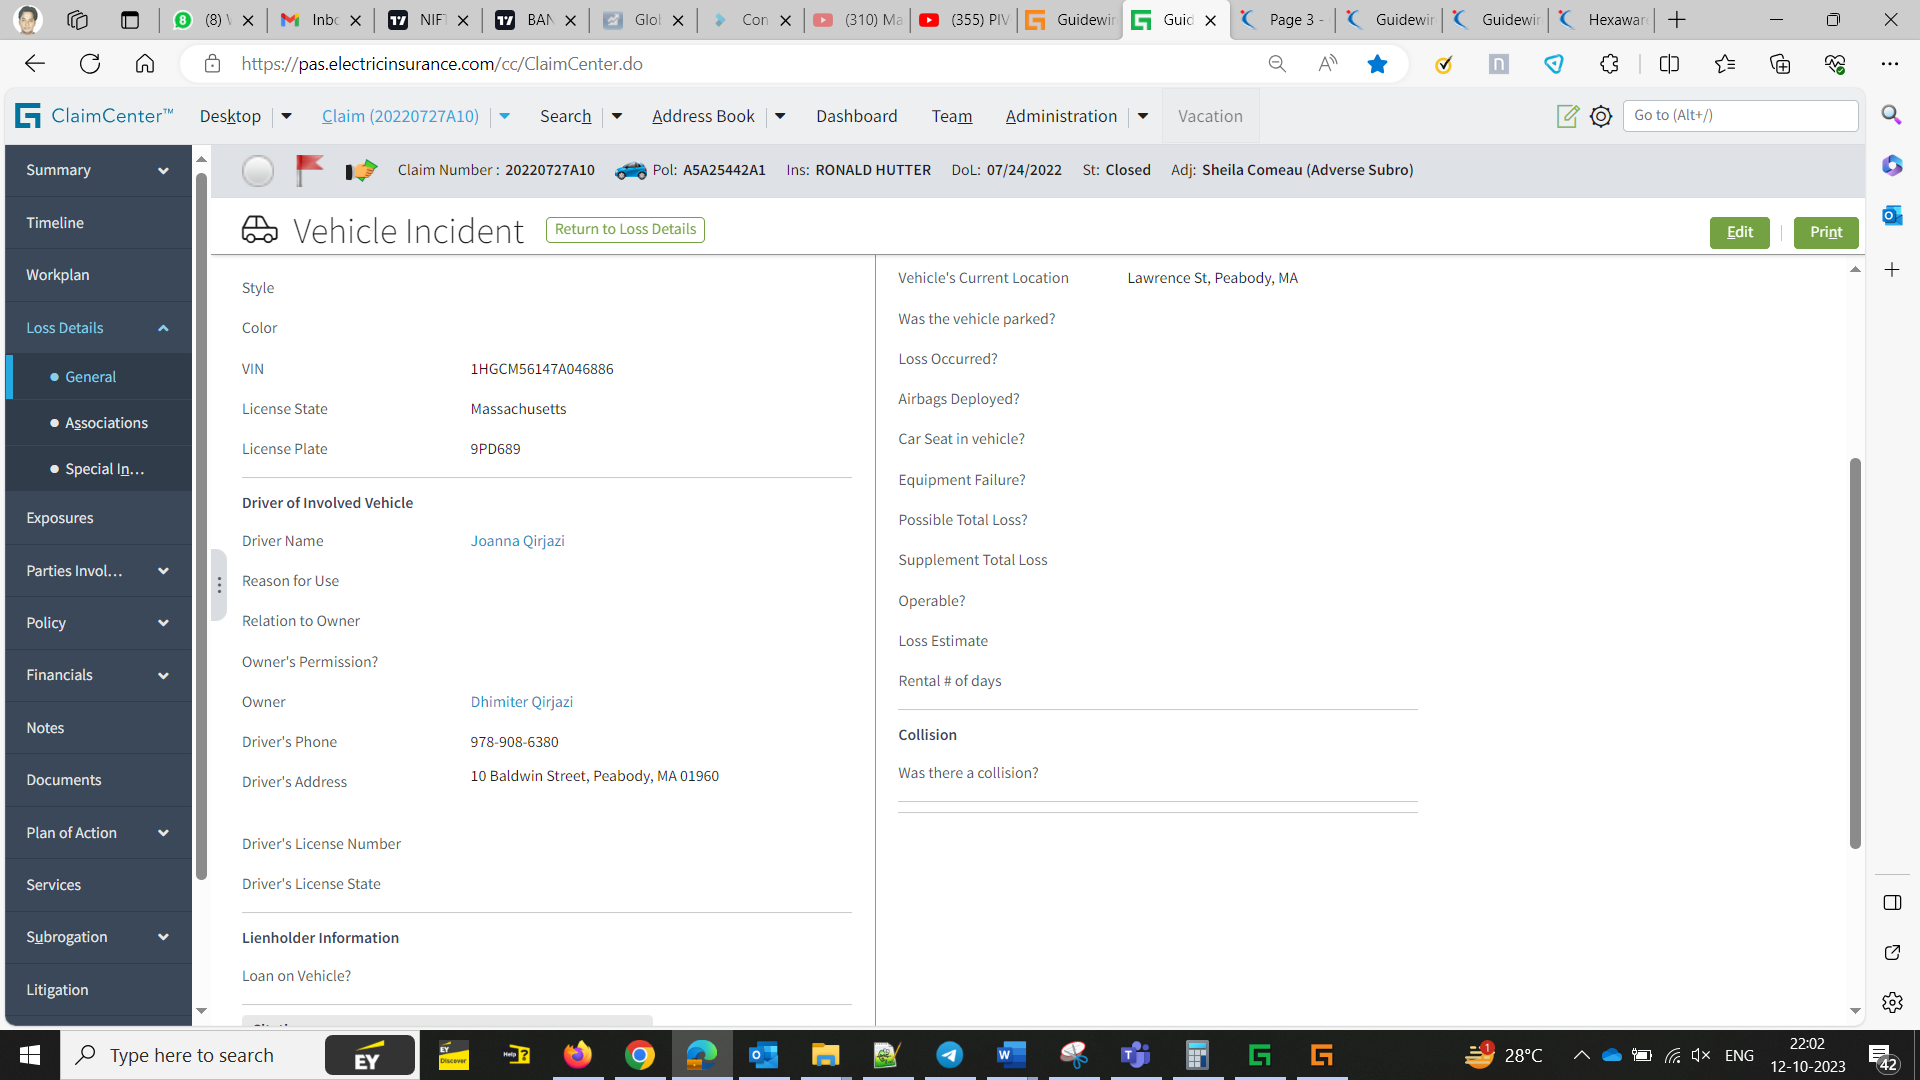 (8)
Inbo
NIFT
BAN
Glob
Con
(310) Ma
(355) PIV
Guidewir
Guid
Page 3 -
Guidewir
Guidewir
Hexaware
https://pas.electricinsurance.com/cc/ClaimCenter.do
ClaimCenter™
Desktop
Claim (20220727A10)
Search
Address Book
Dashboard
Team
Administration
Vacation
Go to (Alt+/)
Claim Number : 20220727A10
Pol: A5A25442A1
Ins: RONALD HUTTER
DoL: 07/24/2022
St: Closed
Adj: Sheila Comeau (Adverse Subro)
Vehicle Incident
Return to Loss Details
Edit
Print
Summary
Timeline
Workplan
Loss Details
General
Associations
Special In...
Exposures
Parties Invol...
Policy
Financials
Notes
Documents
Plan of Action
Services
Subrogation
Litigation
Style
Color
VIN 1HGCM56147A046886
License State Massachusetts
License Plate 9PD689
Driver of Involved Vehicle
Driver Name Joanna Qirjazi
Reason for Use
Relation to Owner
Owner's Permission?
Owner Dhimiter Qirjazi
Driver's Phone 978-908-6380
Driver's Address 10 Baldwin Street, Peabody, MA 01960
Driver's License Number
Driver's License State
Lienholder Information
Loan on Vehicle?
Vehicle's Current Location Lawrence St, Peabody, MA
Was the vehicle parked?
Loss Occurred?
Airbags Deployed?
Car Seat in vehicle?
Equipment Failure?
Possible Total Loss?
Supplement Total Loss
Operable?
Loss Estimate
Rental # of days
Collision
Was there a collision?
Type here to search
EY
EY Discover
Help ?
1
28°C
ENG
22:02
12-10-2023
42